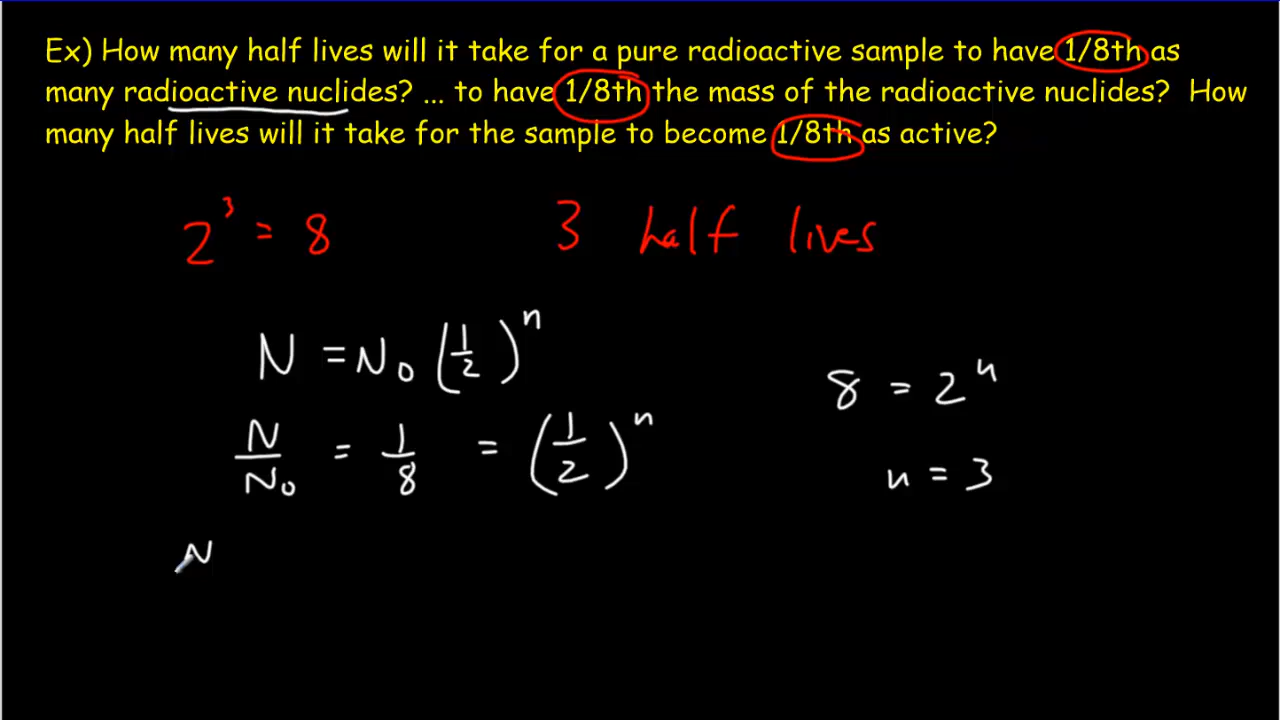 Ex) How many half lives will it take for a pure radioactive sample to have 1/8th as
many radioactive nuclides? ... to have 1/8th the mass of the radioactive nuclides? How
many half lives will it take for the sample to become 1/8th as active?
2³ = 8 3 half lives
N = N₀ (1/2)ⁿ
8 = 2ⁿ
N/N₀ = 1/8 = (1/2)ⁿ
n = 3
N